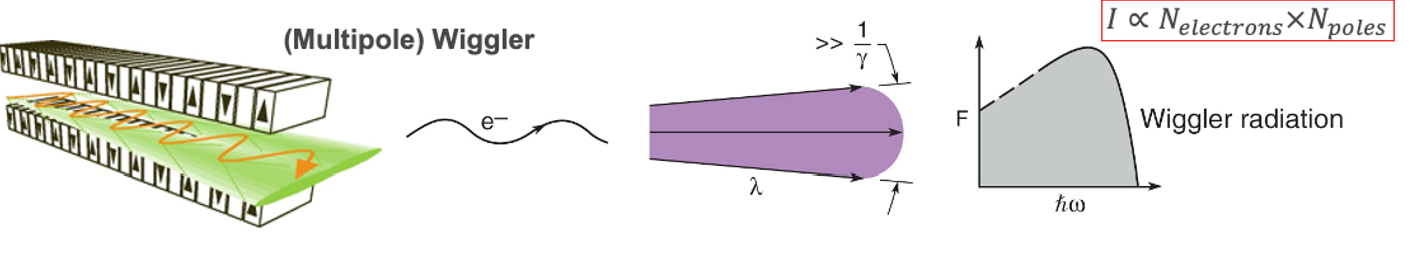 (Multipole) Wiggler
e−
>> 1/γ
λ
I ∝ N_electrons×N_poles
F
Wiggler radiation
ħω